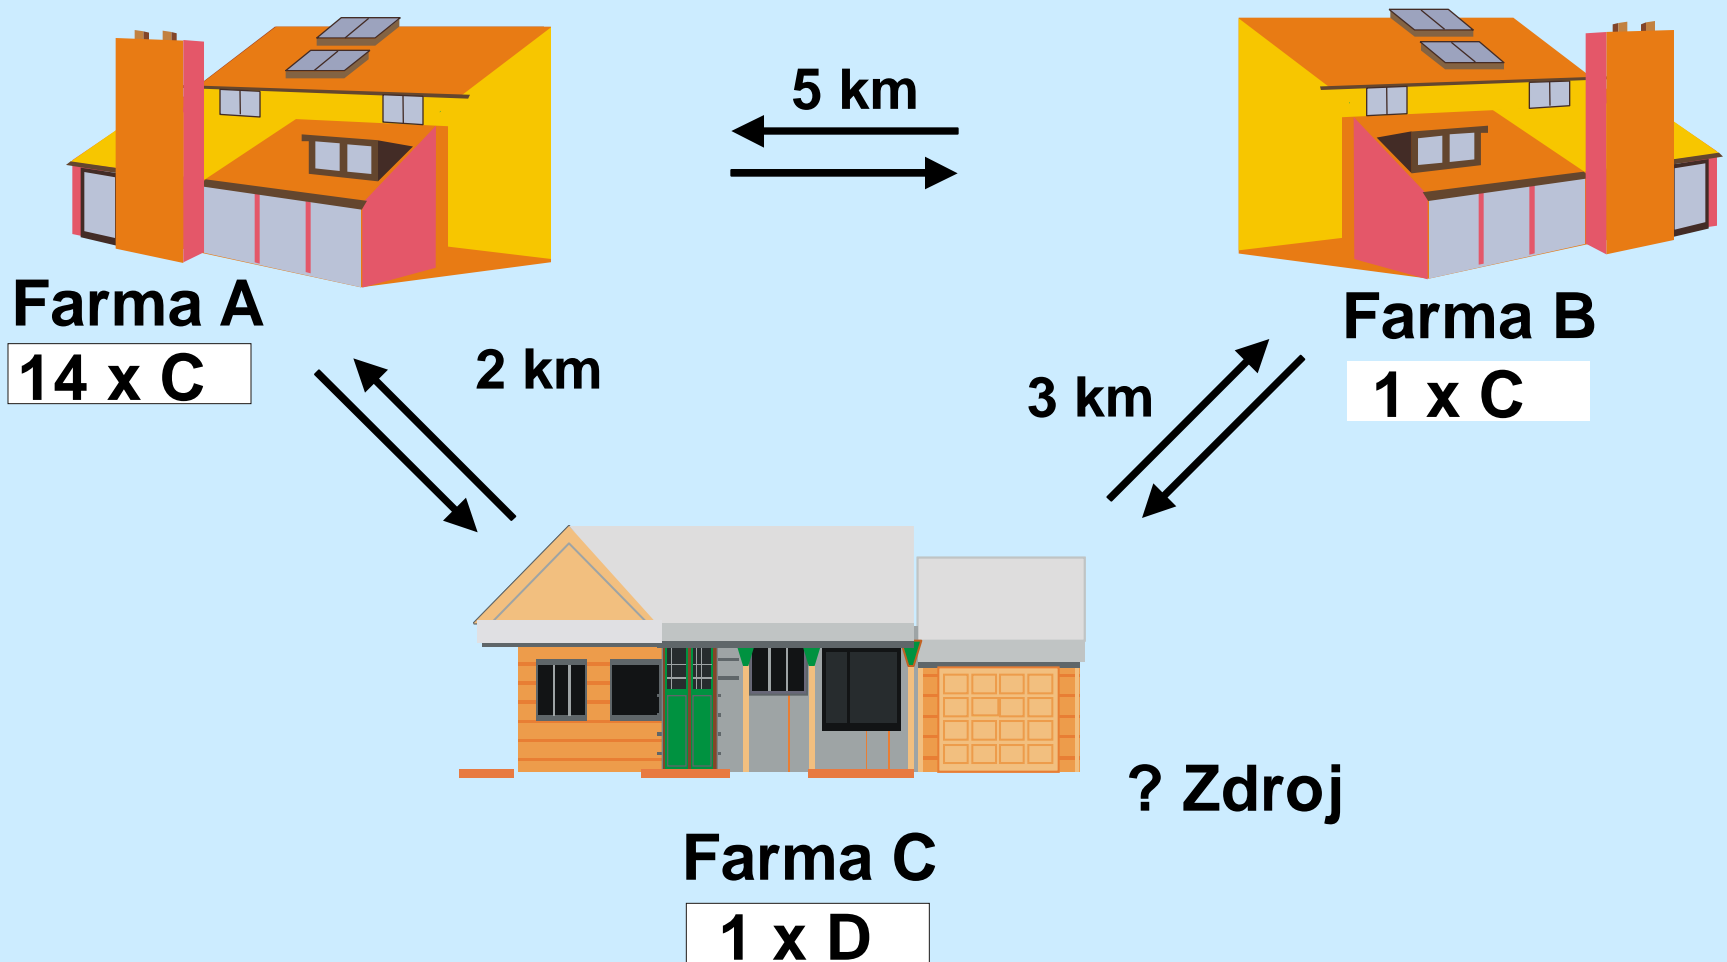 5 km
Farma A
14 x C
Farma B
1 x C
2 km
3 km
? Zdroj
Farma C
1 x D